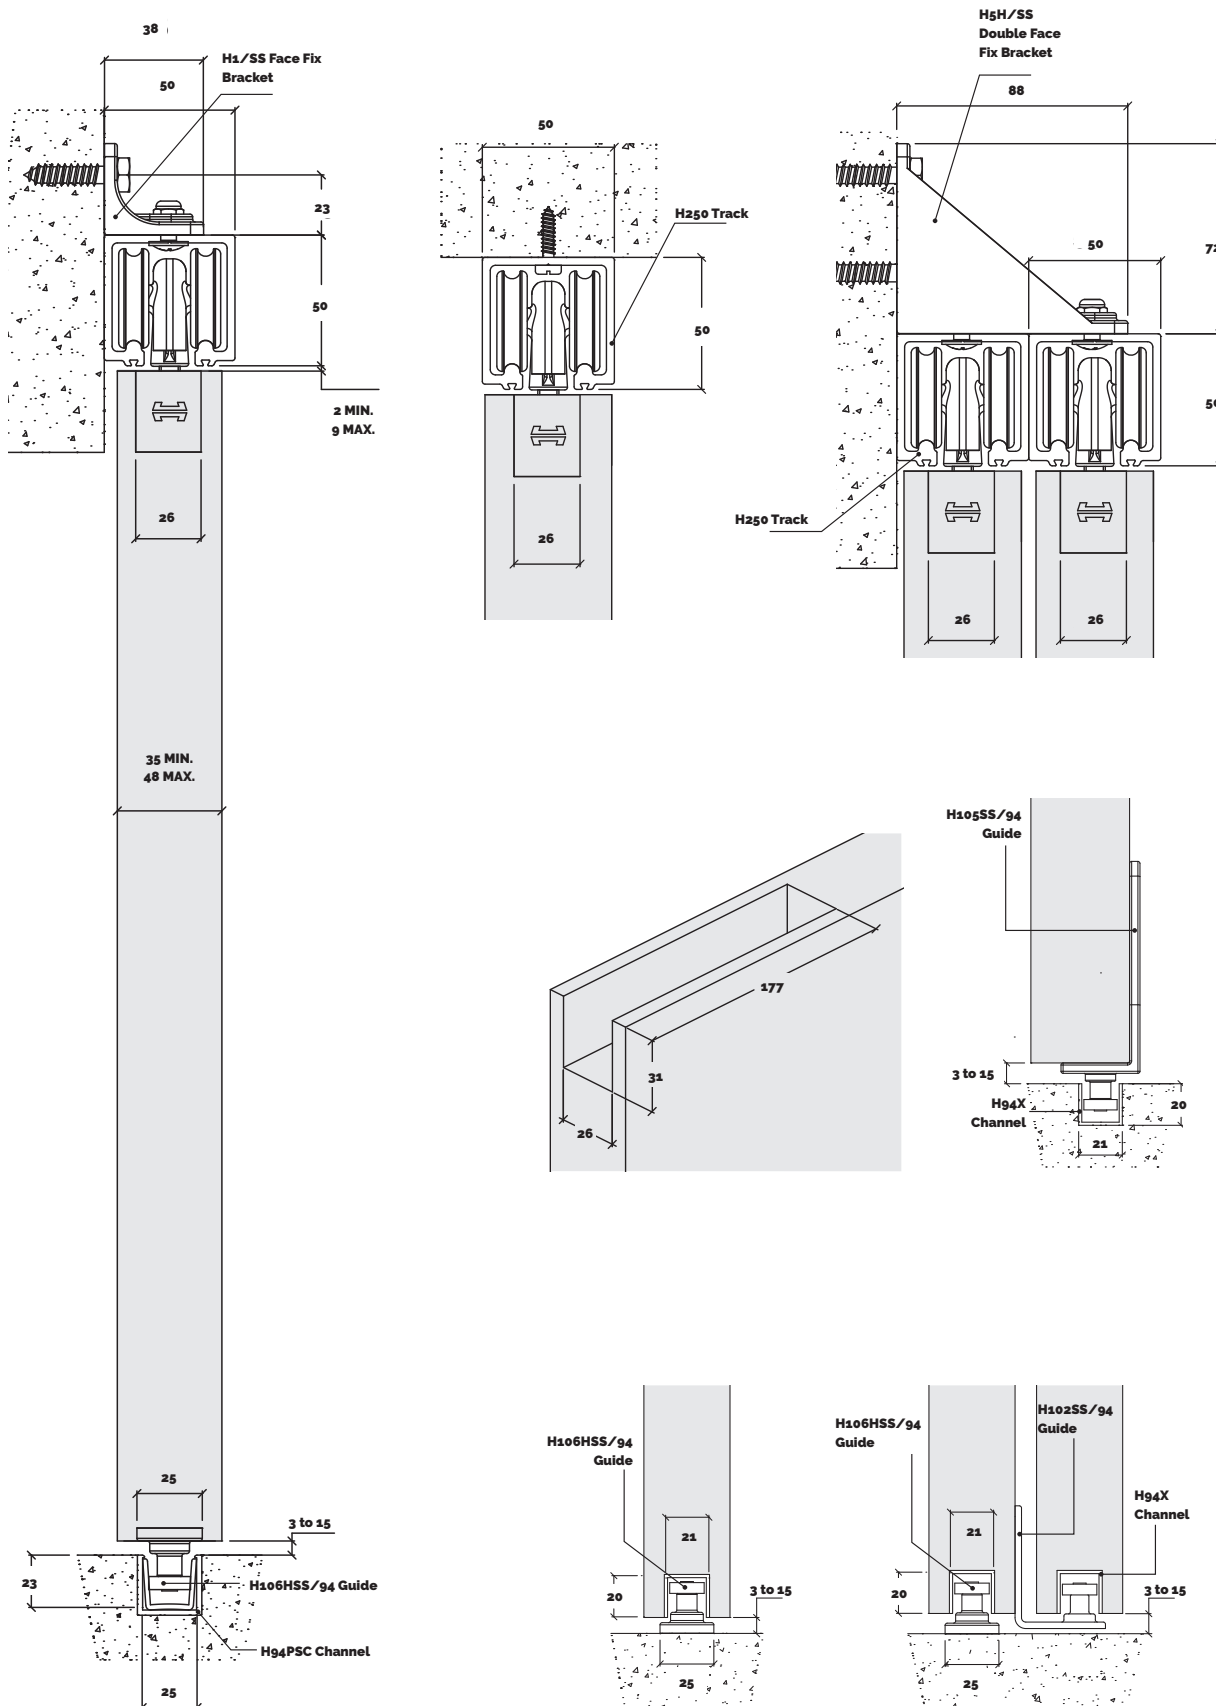 38
H1/SS Face Fix
Bracket
50
23
50
2 MIN.
9 MAX.
26
35 MIN.
48 MAX.
25
3 to 15
23
H106HSS/94 Guide
H94PSC Channel
25
50
H250 Track
50
26
H5H/SS
Double Face
Fix Bracket
88
50
H250 Track
26
26
177
31
26
H105SS/94
Guide
3 to 15
H94X
Channel
20
21
H106HSS/94
Guide
21
20
3 to 15
25
H106HSS/94
Guide
H102SS/94
Guide
H94X
Channel
21
20
3 to 15
25